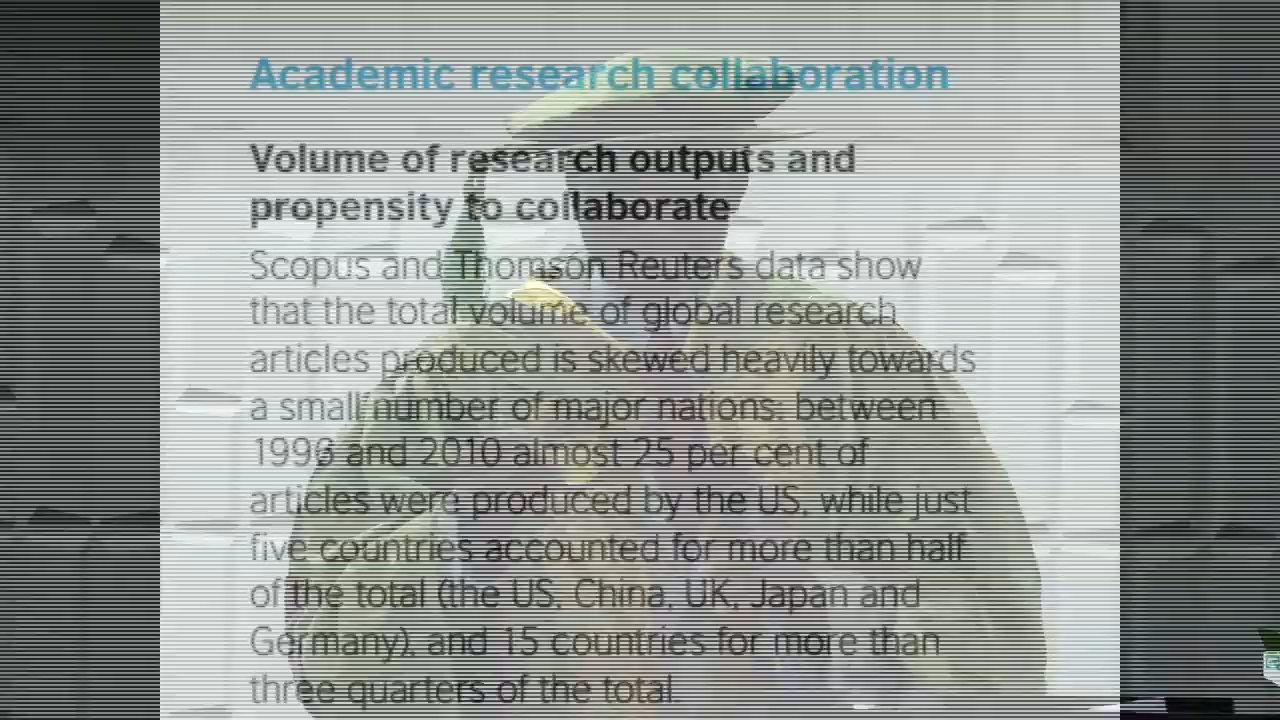 Academic research collaboration
Volume of research outputs and
propensity to collaborate
Scopus and Thomson Reuters data show
that the total volume of global research
articles produced is skewed heavily towards
a small number of major nations: between
1996 and 2010 almost 25 per cent of
articles were produced by the US, while just
five countries accounted for more than half
of the total (the US, China, UK, Japan and
Germany), and 15 countries for more than
three quarters of the total.